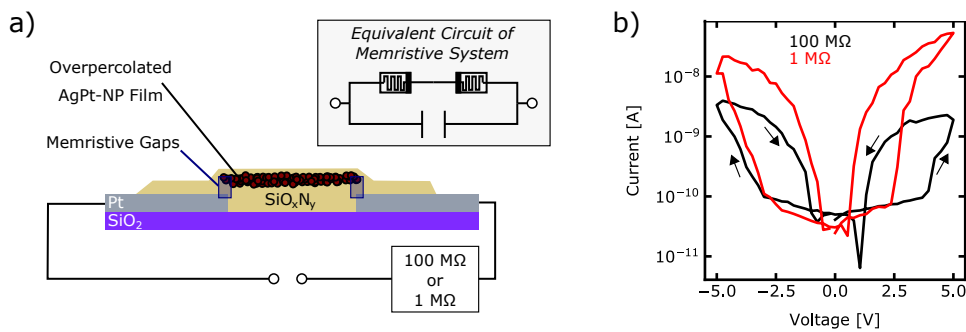 a)
Equivalent Circuit of
Memristive System
Overpercolated
AgPt-NP Film
Memristive Gaps
Pt
SiOxNy
SiO2
100 MΩ
or
1 MΩ
b)
100 MΩ
1 MΩ
Current [A]
10⁻⁸
10⁻⁹
10⁻¹⁰
10⁻¹¹
−5.0 −2.5 0.0 2.5 5.0
Voltage [V]